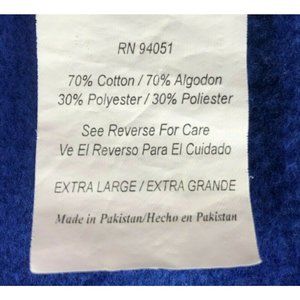 RN 94051
70% Cotton / 70% Algodon
30% Polyester / 30% Poliester
See Reverse For Care
Ve El Reverso Para El Cuidado
EXTRA LARGE / EXTRA GRANDE
Made in Pakistan/Hecho en Pakistan